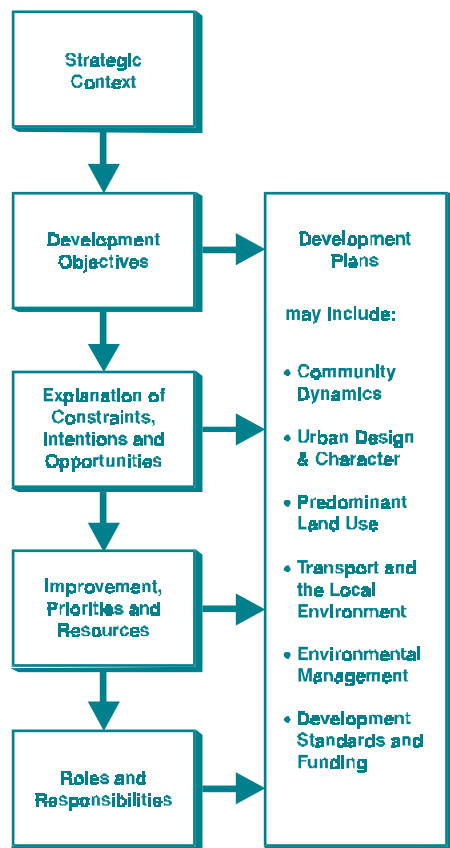 Strategic
Context
Development
Objectives
Explanation of
Constraints,
Intentions and
Opportunities
Improvement,
Priorities and
Resources
Roles and
Responsibilities
Development
Plans
may include:
• Community
Dynamics
• Urban Design
& Character
• Predominant
Land Use
• Transport and
the Local
Environment
• Environmental
Management
• Development
Standards and
Funding